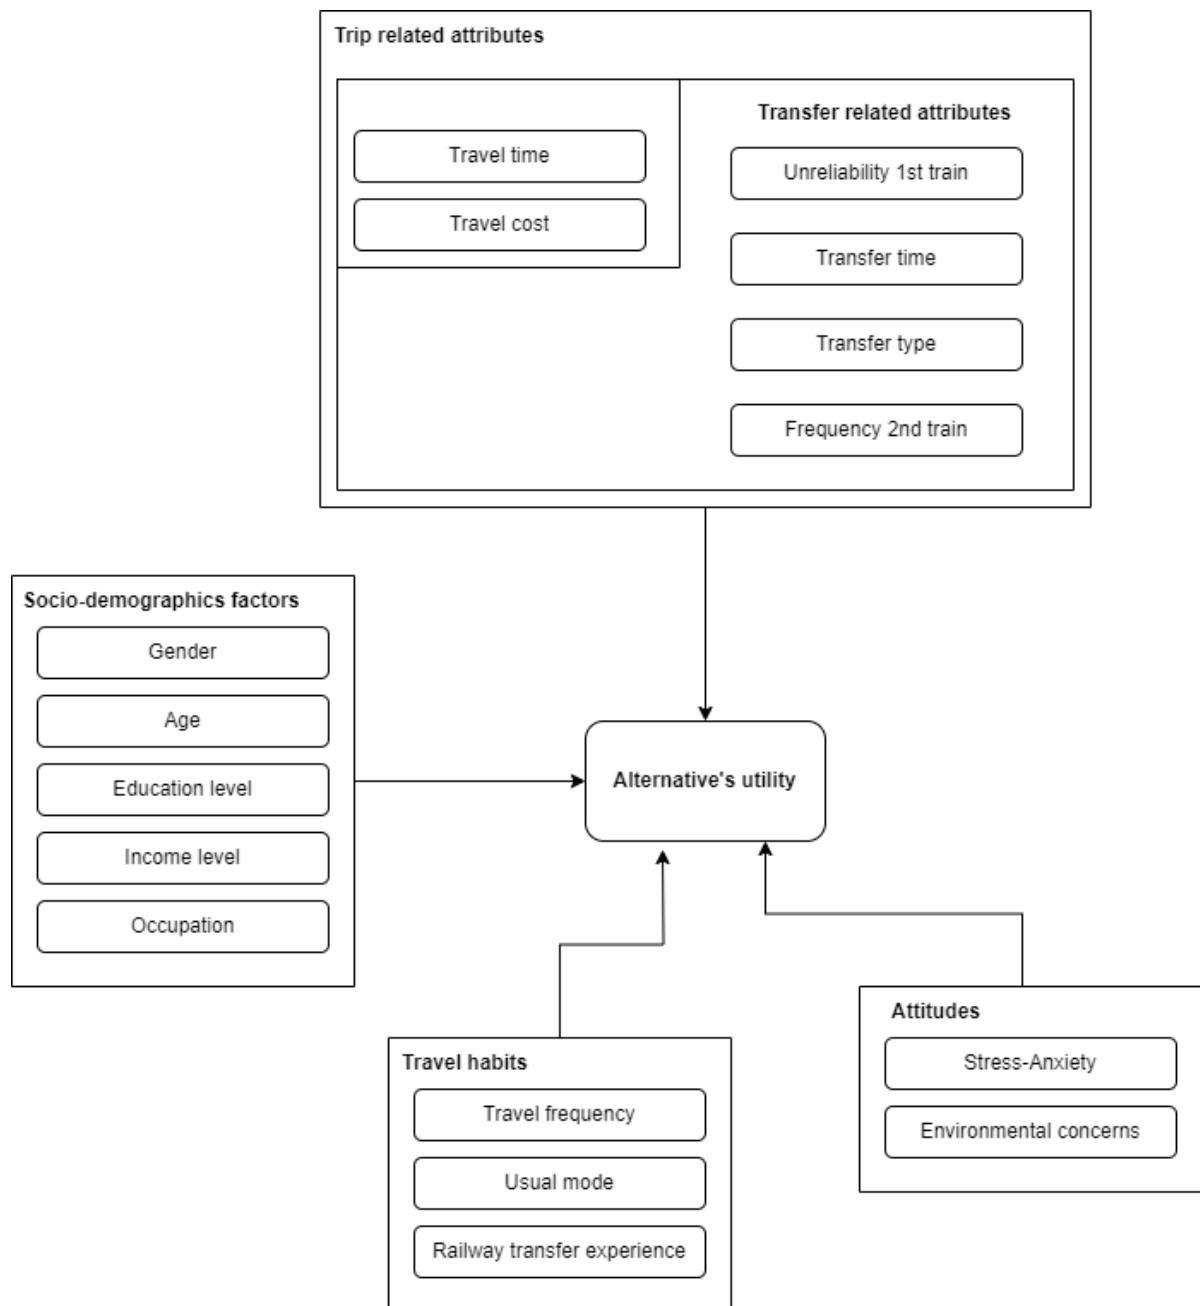 Trip related attributes
Travel time
Travel cost
Transfer related attributes
Unreliability 1st train
Transfer time
Transfer type
Frequency 2nd train
Socio-demographics factors
Gender
Age
Education level
Income level
Occupation
Alternative's utility
Travel habits
Travel frequency
Usual mode
Railway transfer experience
Attitudes
Stress-Anxiety
Environmental concerns